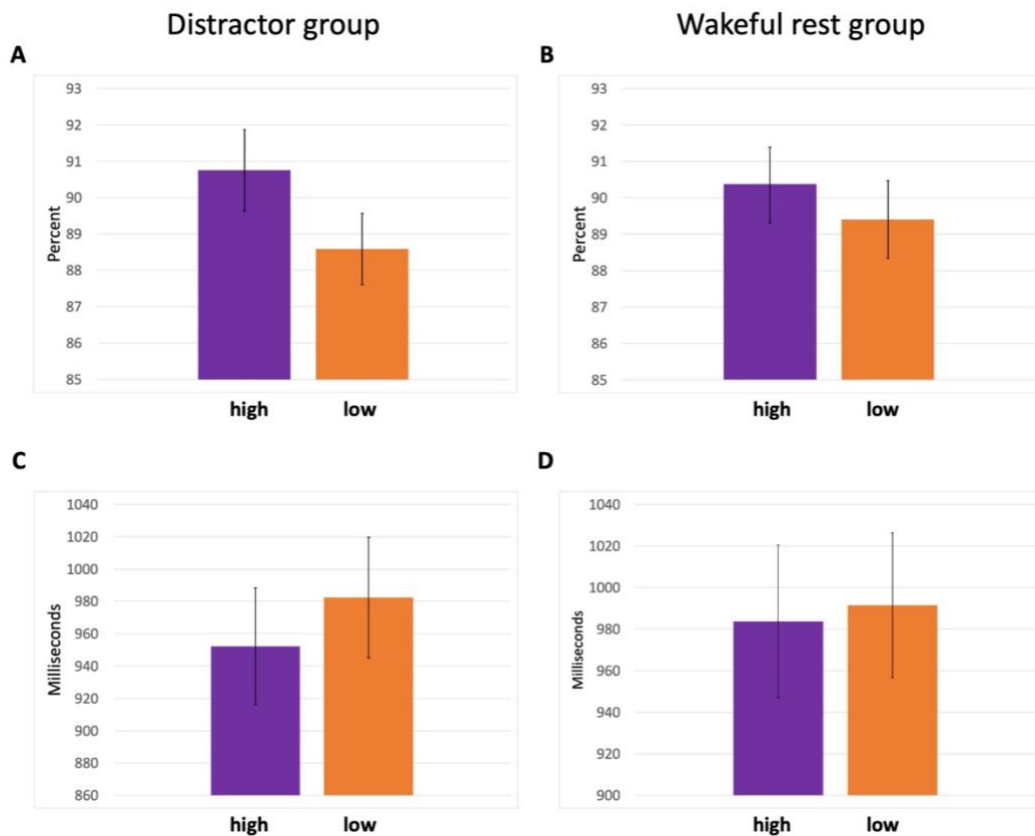 Distractor group
Wakeful rest group
A
93
92
91
90
89
88
87
86
85
Percent
high low
B
93
92
91
90
89
88
87
86
85
Percent
high low
C
1040
1020
1000
980
960
940
920
900
880
860
Milliseconds
high low
D
1040
1020
1000
980
960
940
920
900
Milliseconds
high low